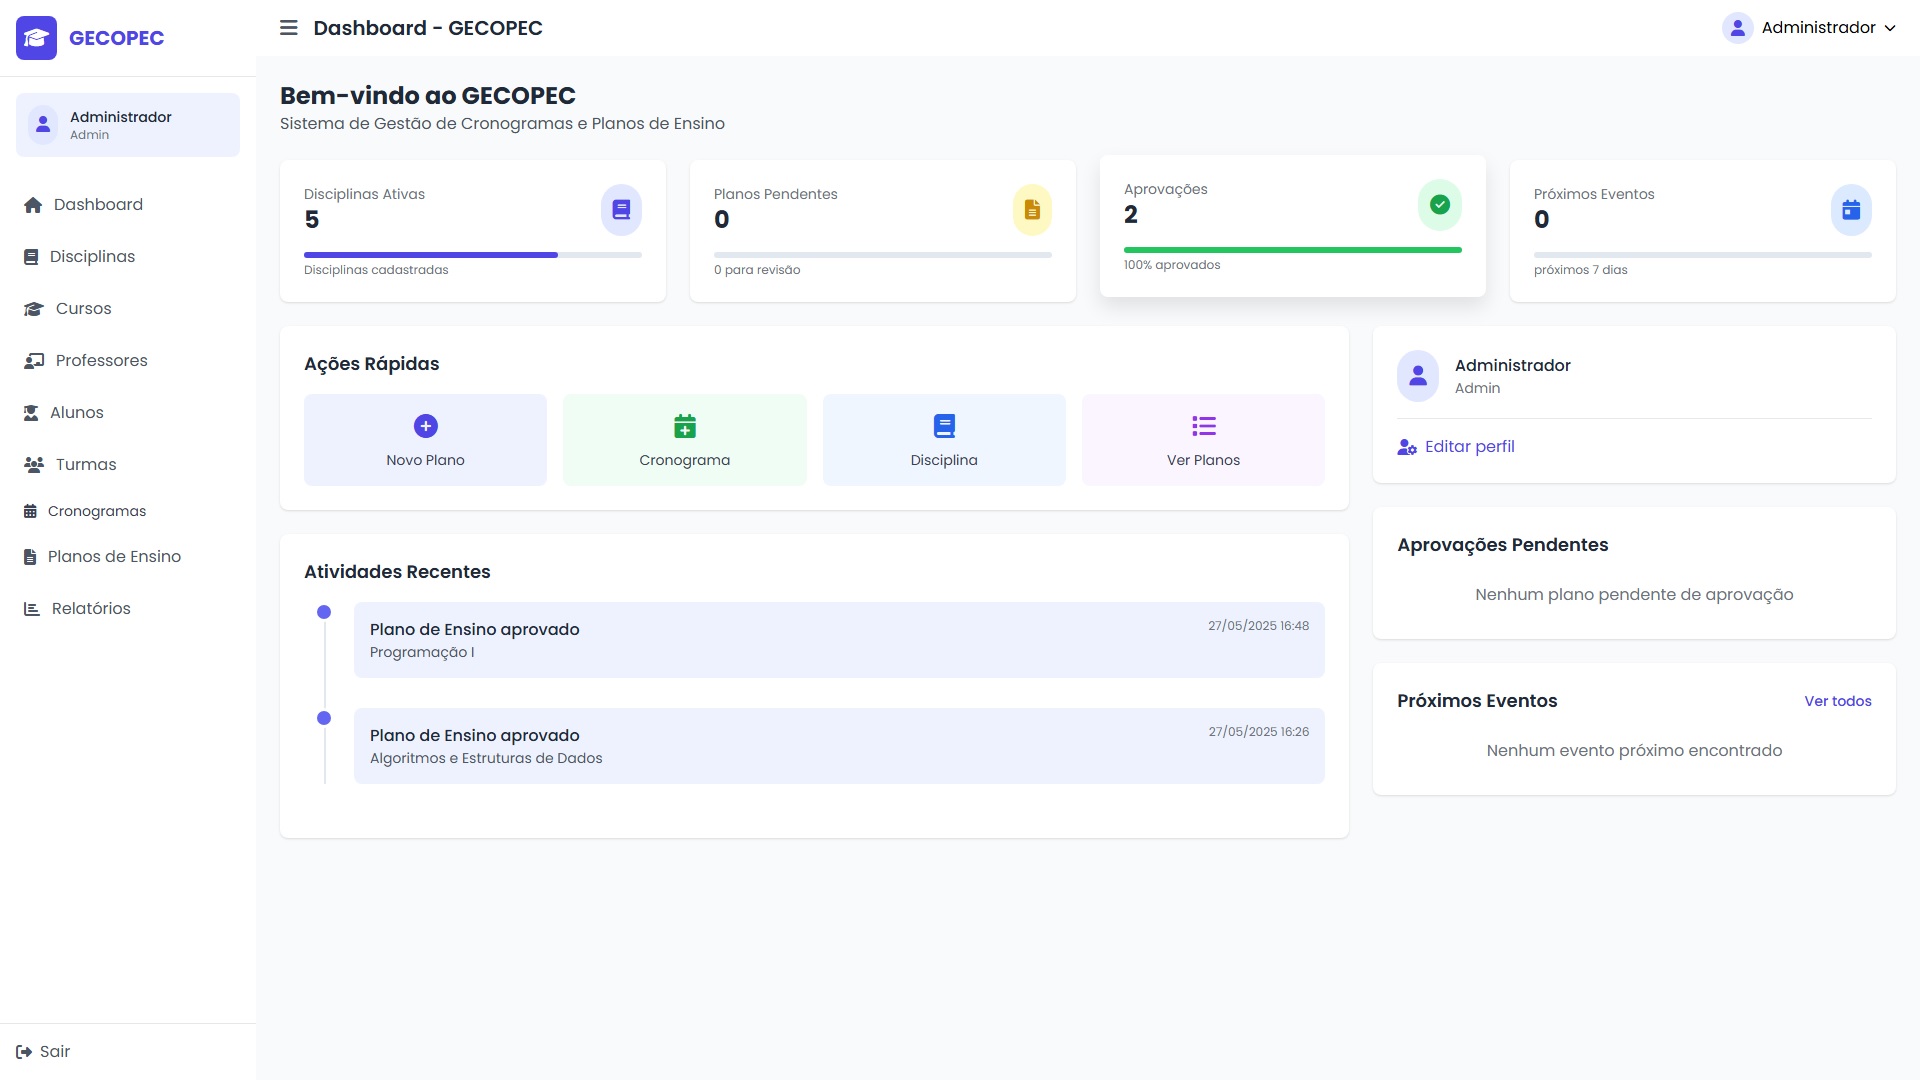 GECOPEC
Administrador
Admin
Dashboard
Disciplinas
Cursos
Professores
Alunos
Turmas
Cronogramas
Planos de Ensino
Relatórios
Sair
Dashboard - GECOPEC
Administrador
Bem-vindo ao GECOPEC
Sistema de Gestão de Cronogramas e Planos de Ensino
Disciplinas Ativas
5
Disciplinas cadastradas
Planos Pendentes
0
0 para revisão
Aprovações
2
100% aprovados
Próximos Eventos
0
próximos 7 dias
Ações Rápidas
Novo Plano
Cronograma
Disciplina
Ver Planos
Atividades Recentes
Plano de Ensino aprovado
27/05/2025 16:48
Programação I
Plano de Ensino aprovado
27/05/2025 16:26
Algoritmos e Estruturas de Dados
Administrador
Admin
Editar perfil
Aprovações Pendentes
Nenhum plano pendente de aprovação
Próximos Eventos
Ver todos
Nenhum evento próximo encontrado